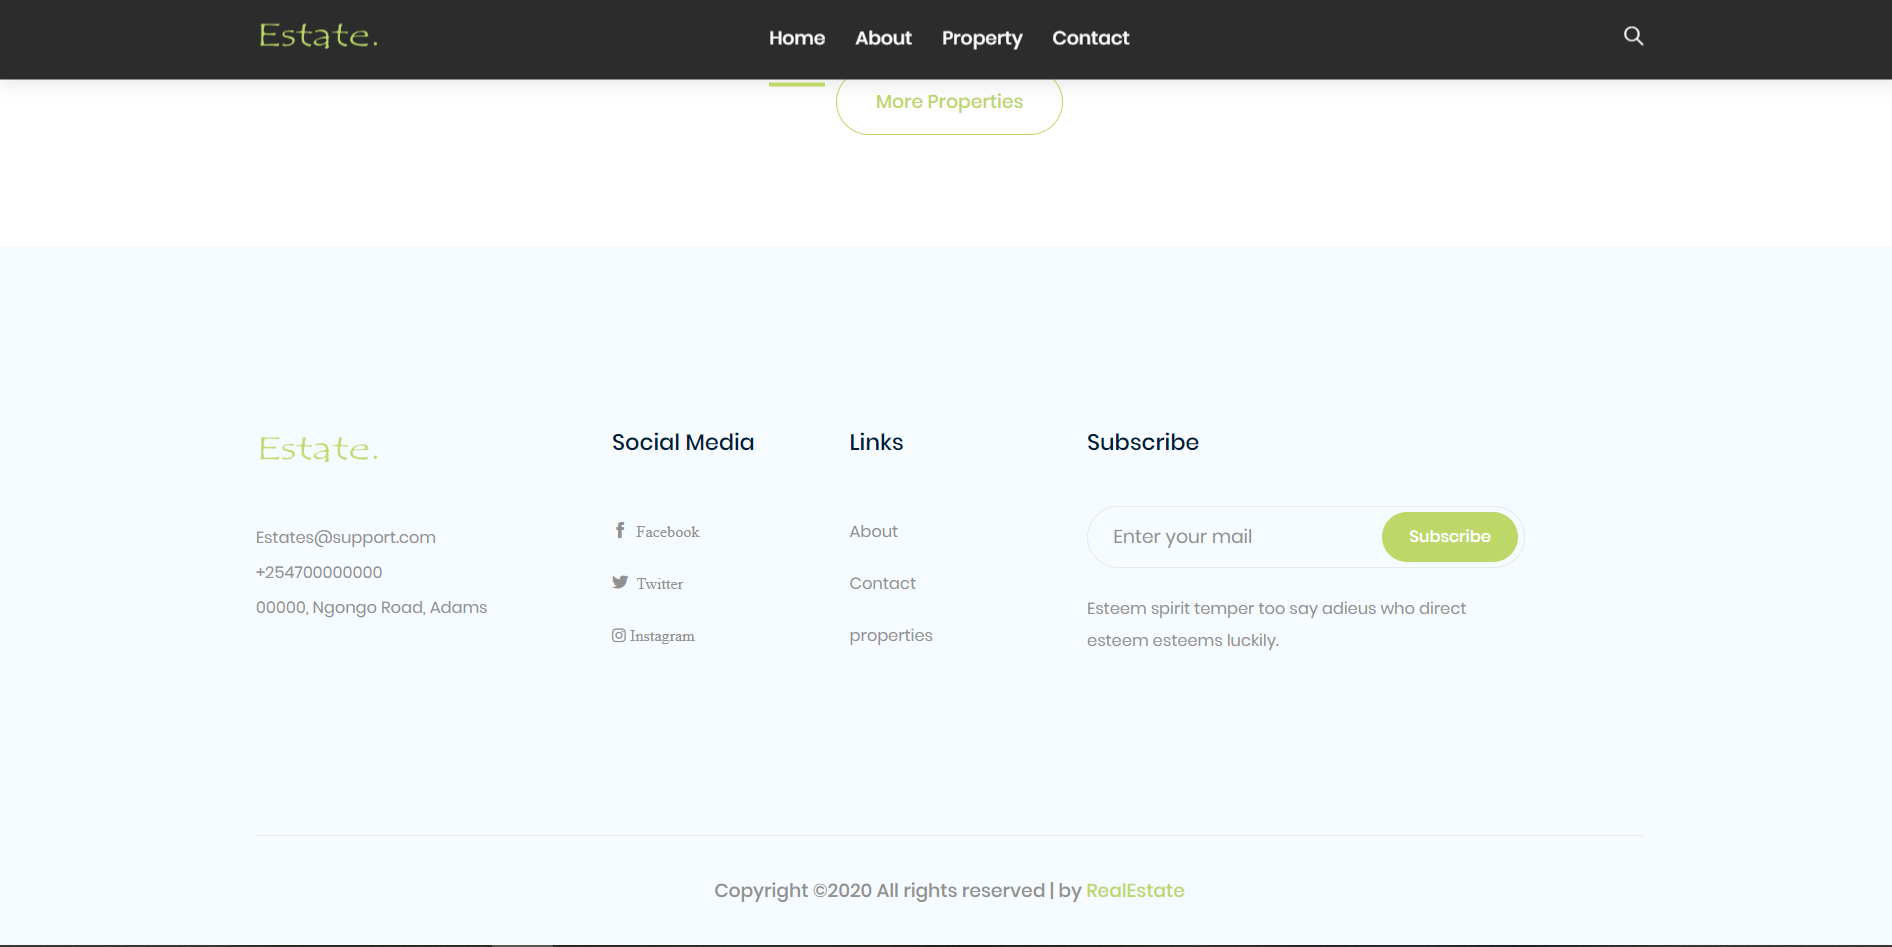 Estate.
Home About Property Contact
More Properties
Estate.
Estates@support.com
+254700000000
00000, Ngongo Road, Adams
Social Media
Facebook
Twitter
Instagram
Links
About
Contact
properties
Subscribe
Enter your mail Subscribe
Esteem spirit temper too say adieus who direct
esteem esteems luckily.
Copyright ©2020 All rights reserved | by RealEstate